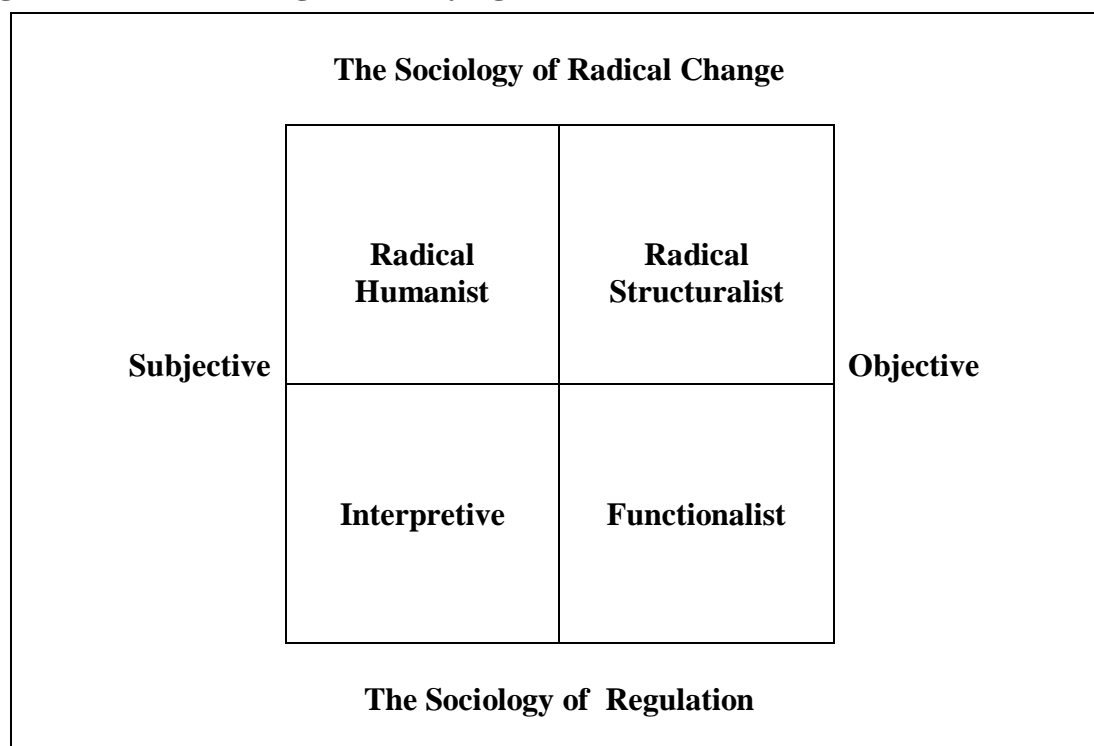 The Sociology of Radical Change
Radical
Humanist
Radical
Structuralist
Subjective
Objective
Interpretive
Functionalist
The Sociology of Regulation